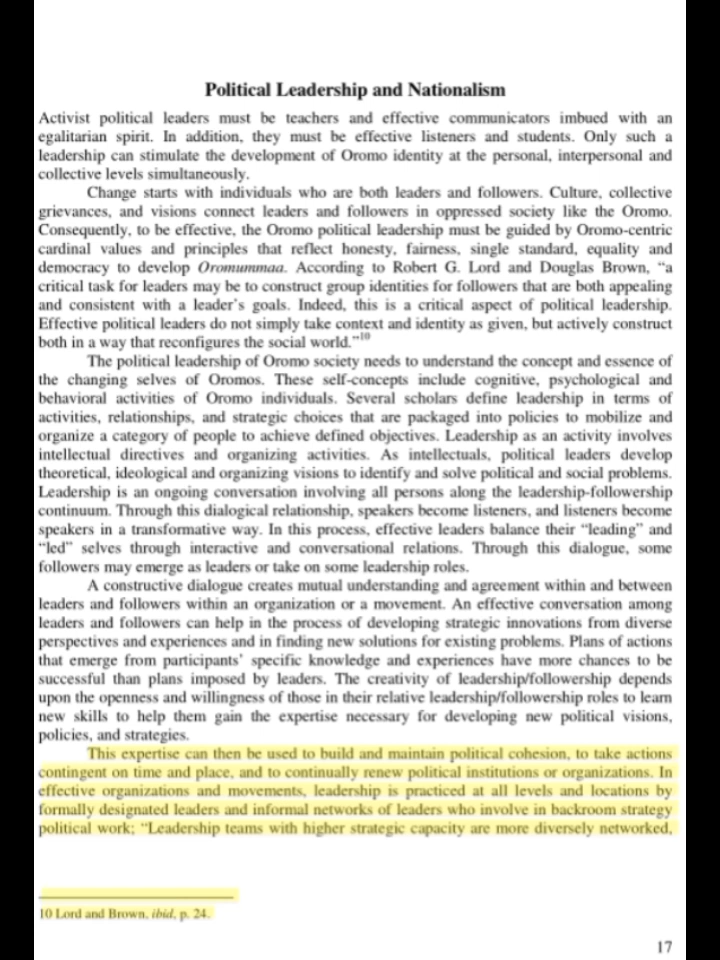 Political Leadership and Nationalism
Activist political leaders must be teachers and effective communicators imbued with an
egalitarian spirit. In addition, they must be effective listeners and students. Only such a
leadership can stimulate the development of Oromo identity at the personal, interpersonal and
collective levels simultaneously.
Change starts with individuals who are both leaders and followers. Culture, collective
grievances, and visions connect leaders and followers in oppressed society like the Oromo.
Consequently, to be effective, the Oromo political leadership must be guided by Oromo-centric
cardinal values and principles that reflect honesty, fairness, single standard, equality and
democracy to develop Oromummaa. According to Robert G. Lord and Douglas Brown, “a
critical task for leaders may be to construct group identities for followers that are both appealing
and consistent with a leader’s goals. Indeed, this is a critical aspect of political leadership.
Effective political leaders do not simply take context and identity as given, but actively construct
both in a way that reconfigures the social world.”10
The political leadership of Oromo society needs to understand the concept and essence of
the changing selves of Oromos. These self-concepts include cognitive, psychological and
behavioral activities of Oromo individuals. Several scholars define leadership in terms of
activities, relationships, and strategic choices that are packaged into policies to mobilize and
organize a category of people to achieve defined objectives. Leadership as an activity involves
intellectual directives and organizing activities. As intellectuals, political leaders develop
theoretical, ideological and organizing visions to identify and solve political and social problems.
Leadership is an ongoing conversation involving all persons along the leadership-followership
continuum. Through this dialogical relationship, speakers become listeners, and listeners become
speakers in a transformative way. In this process, effective leaders balance their “leading” and
“led” selves through interactive and conversational relations. Through this dialogue, some
followers may emerge as leaders or take on some leadership roles.
A constructive dialogue creates mutual understanding and agreement within and between
leaders and followers within an organization or a movement. An effective conversation among
leaders and followers can help in the process of developing strategic innovations from diverse
perspectives and experiences and in finding new solutions for existing problems. Plans of actions
that emerge from participants’ specific knowledge and experiences have more chances to be
successful than plans imposed by leaders. The creativity of leadership/followership depends
upon the openness and willingness of those in their relative leadership/followership roles to learn
new skills to help them gain the expertise necessary for developing new political visions,
policies, and strategies.
This expertise can then be used to build and maintain political cohesion, to take actions
contingent on time and place, and to continually renew political institutions or organizations. In
effective organizations and movements, leadership is practiced at all levels and locations by
formally designated leaders and informal networks of leaders who involve in backroom strategy
political work; “Leadership teams with higher strategic capacity are more diversely networked,
10 Lord and Brown, ibid, p. 24.
17